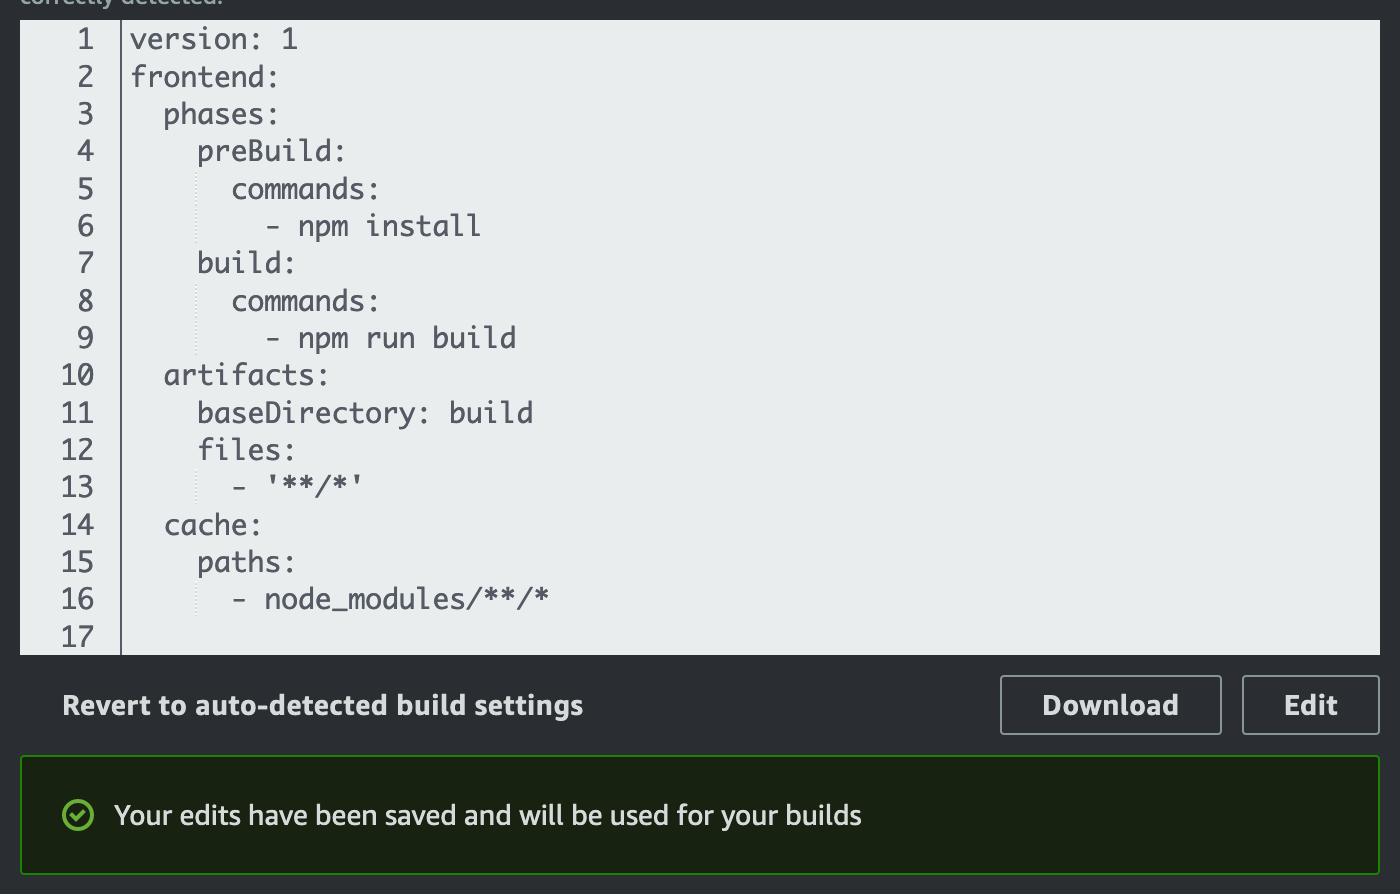 correctly detected.
1 version: 1
2 frontend:
3   phases:
4     preBuild:
5       commands:
6         - npm install
7     build:
8       commands:
9         - npm run build
10   artifacts:
11     baseDirectory: build
12     files:
13       - '**/*'
14   cache:
15     paths:
16       - node_modules/**/*
17
Revert to auto-detected build settings Download Edit
Your edits have been saved and will be used for your builds